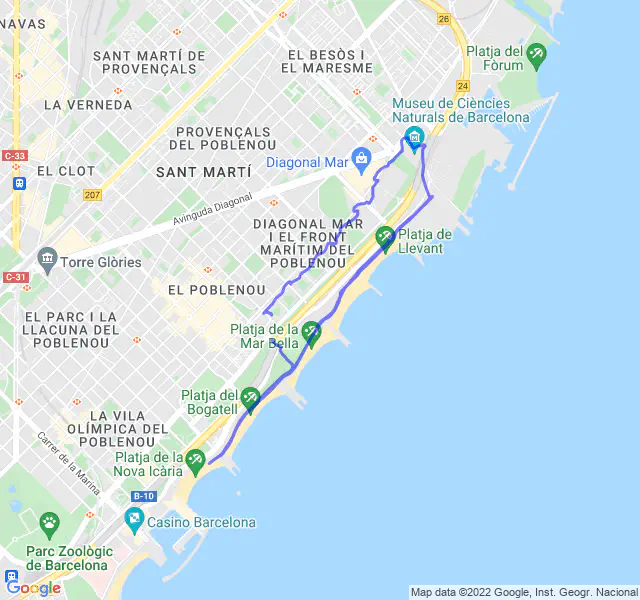 NAVAS
SANT MARTÍ DE
PROVENÇALS
EL BESÒS I
EL MARESME
26
Platja del
Fòrum
24
LA VERNEDA
Museu de Ciències
Naturals de Barcelona
PROVENÇALS
DEL POBLENOU
C-33
Diagonal Mar
EL CLOT
SANT MARTÍ
207
Avinguda Diagonal
DIAGONAL MAR
I EL FRONT
MARÍTIM DEL
POBLENOU
Platja de
Llevant
Torre Glòries
C-31
EL POBLENOU
EL PARC I LA
LLACUNA DEL
POBLENOU
Platja de la
Mar Bella
Platja del
Bogatell
LA VILA
OLÍMPICA DEL
POBLENOU
Carrer de la Marina
Platja de la
Nova Icària
B-10
Casino Barcelona
Parc Zoològic
de Barcelona
Google
Map data ©2022 Google, Inst. Geogr. Nacional